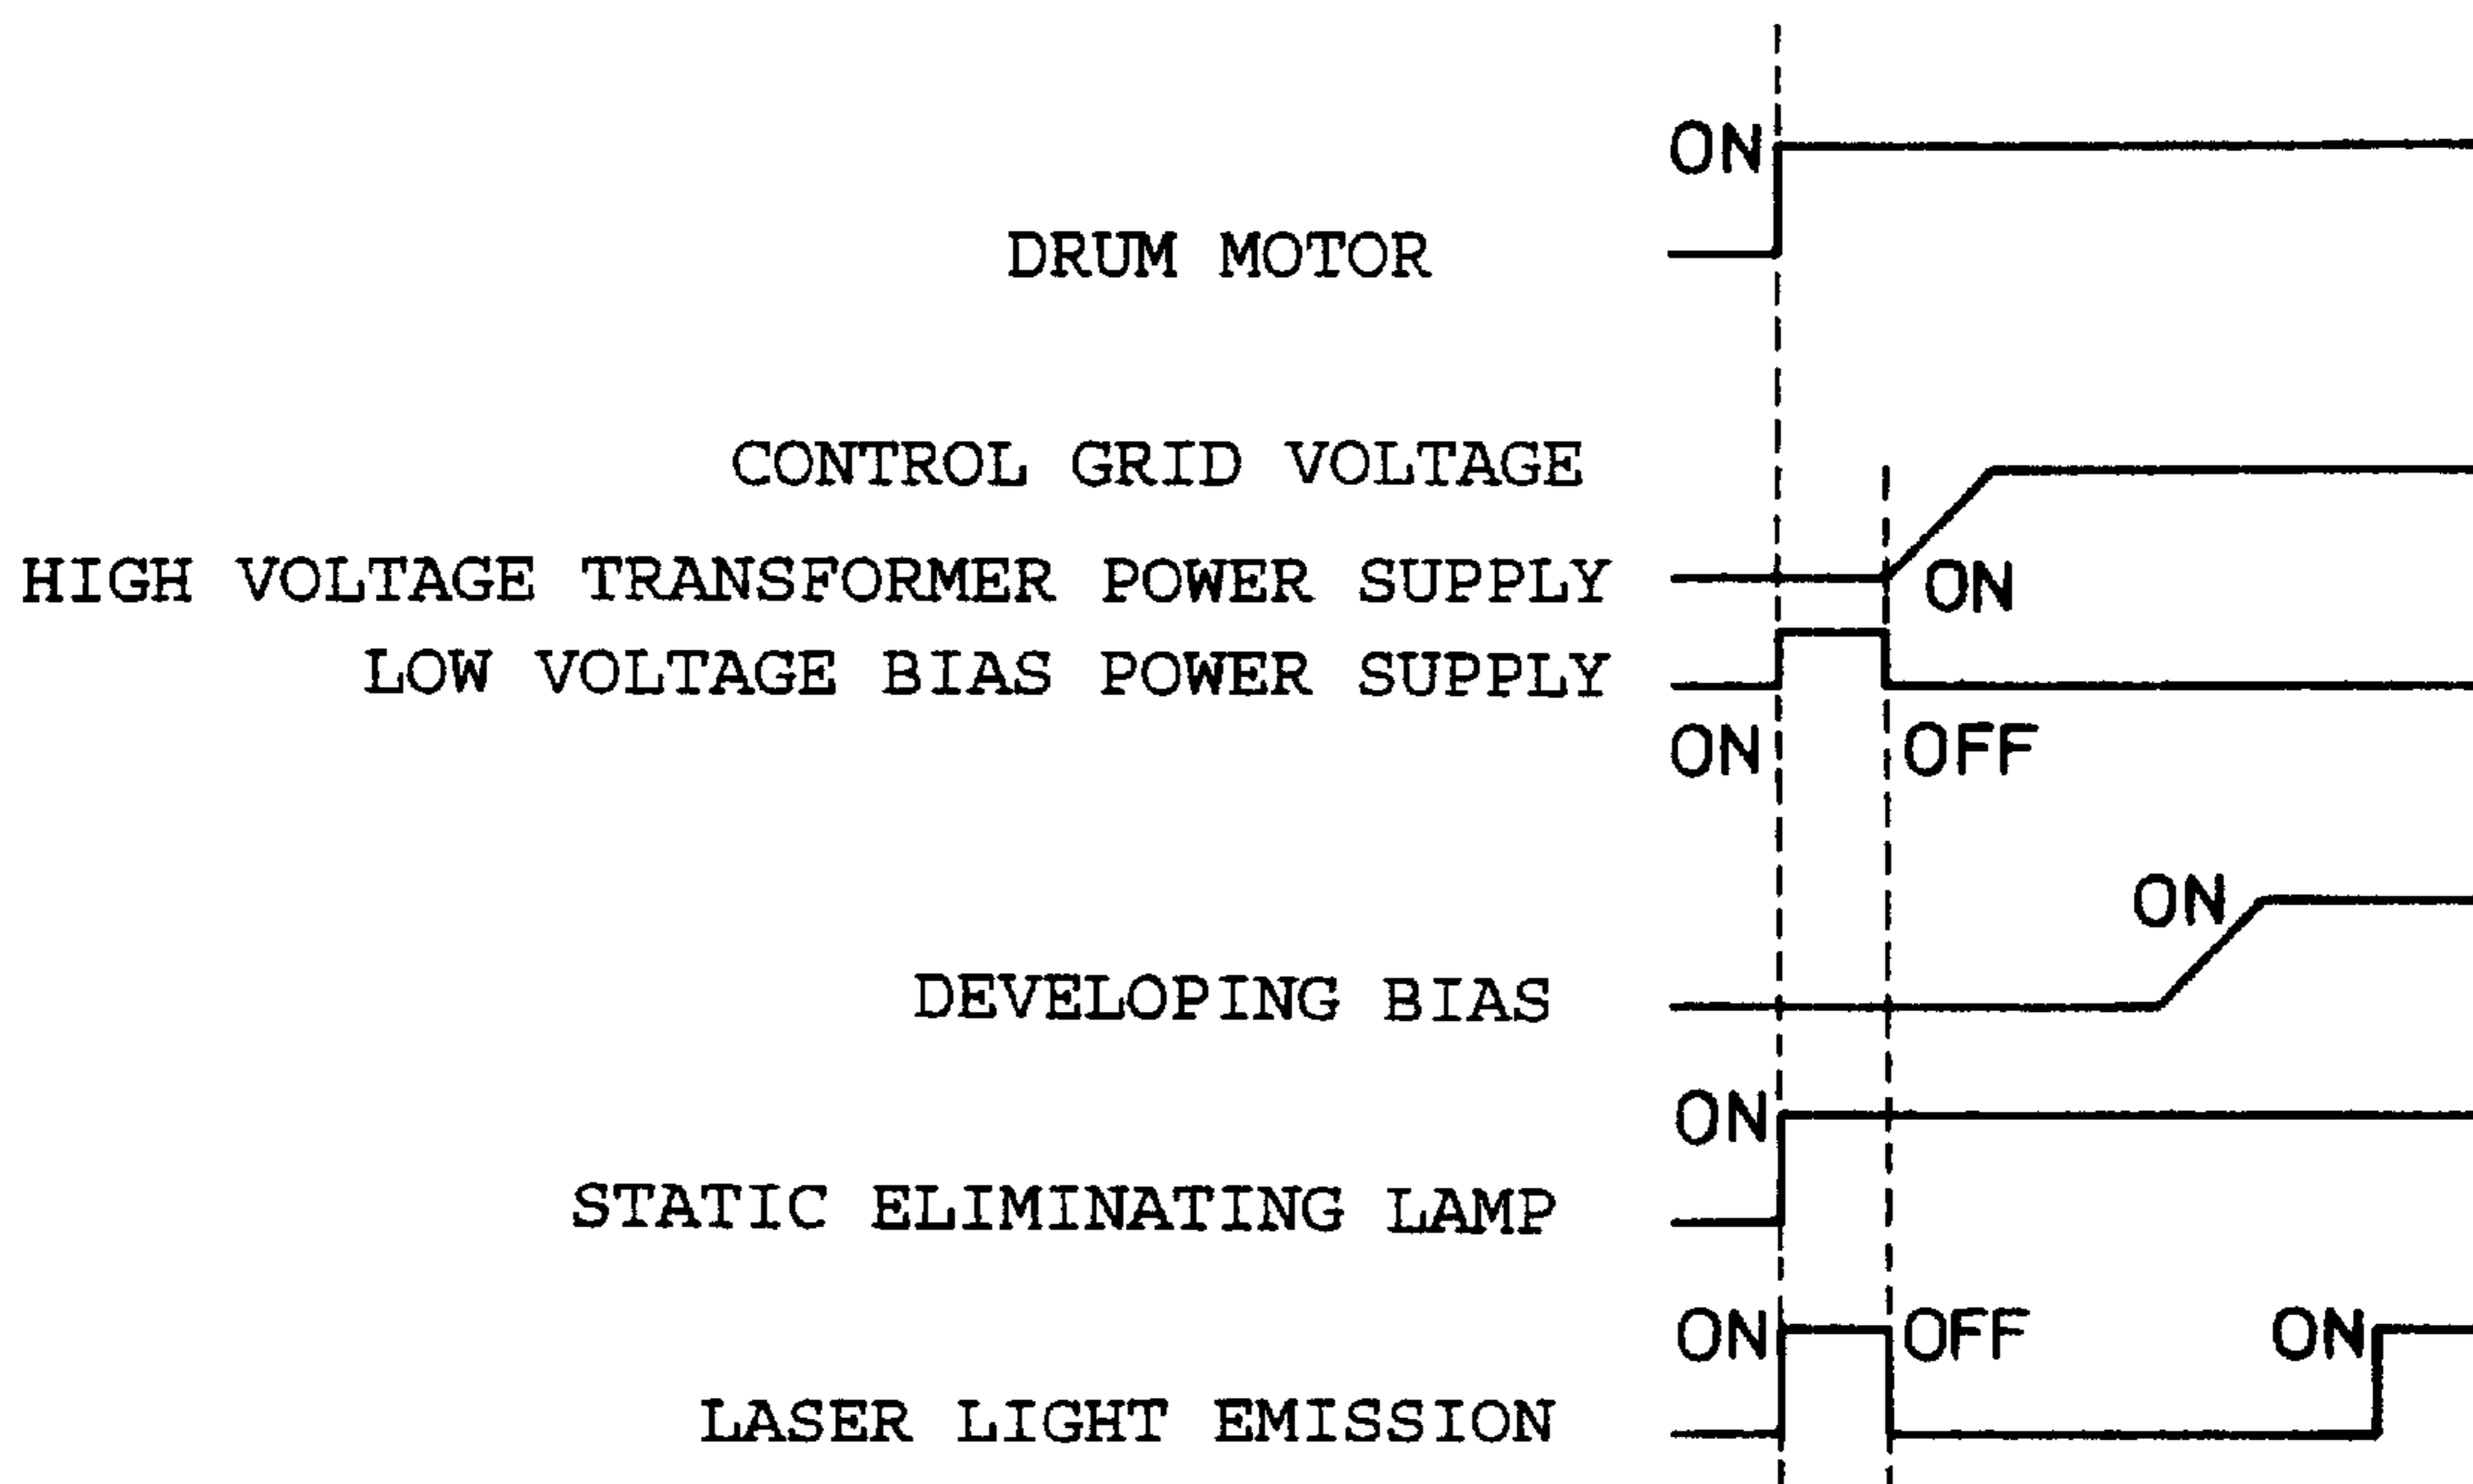 ON
DRUM MOTOR
CONTROL GRID VOLTAGE
HIGH VOLTAGE TRANSFORMER POWER SUPPLY ON
LOW VOLTAGE BIAS POWER SUPPLY
ON OFF
ON
DEVELOPING BIAS
ON
STATIC ELIMINATING LAMP
ON OFF ON
LASER LIGHT EMISSION